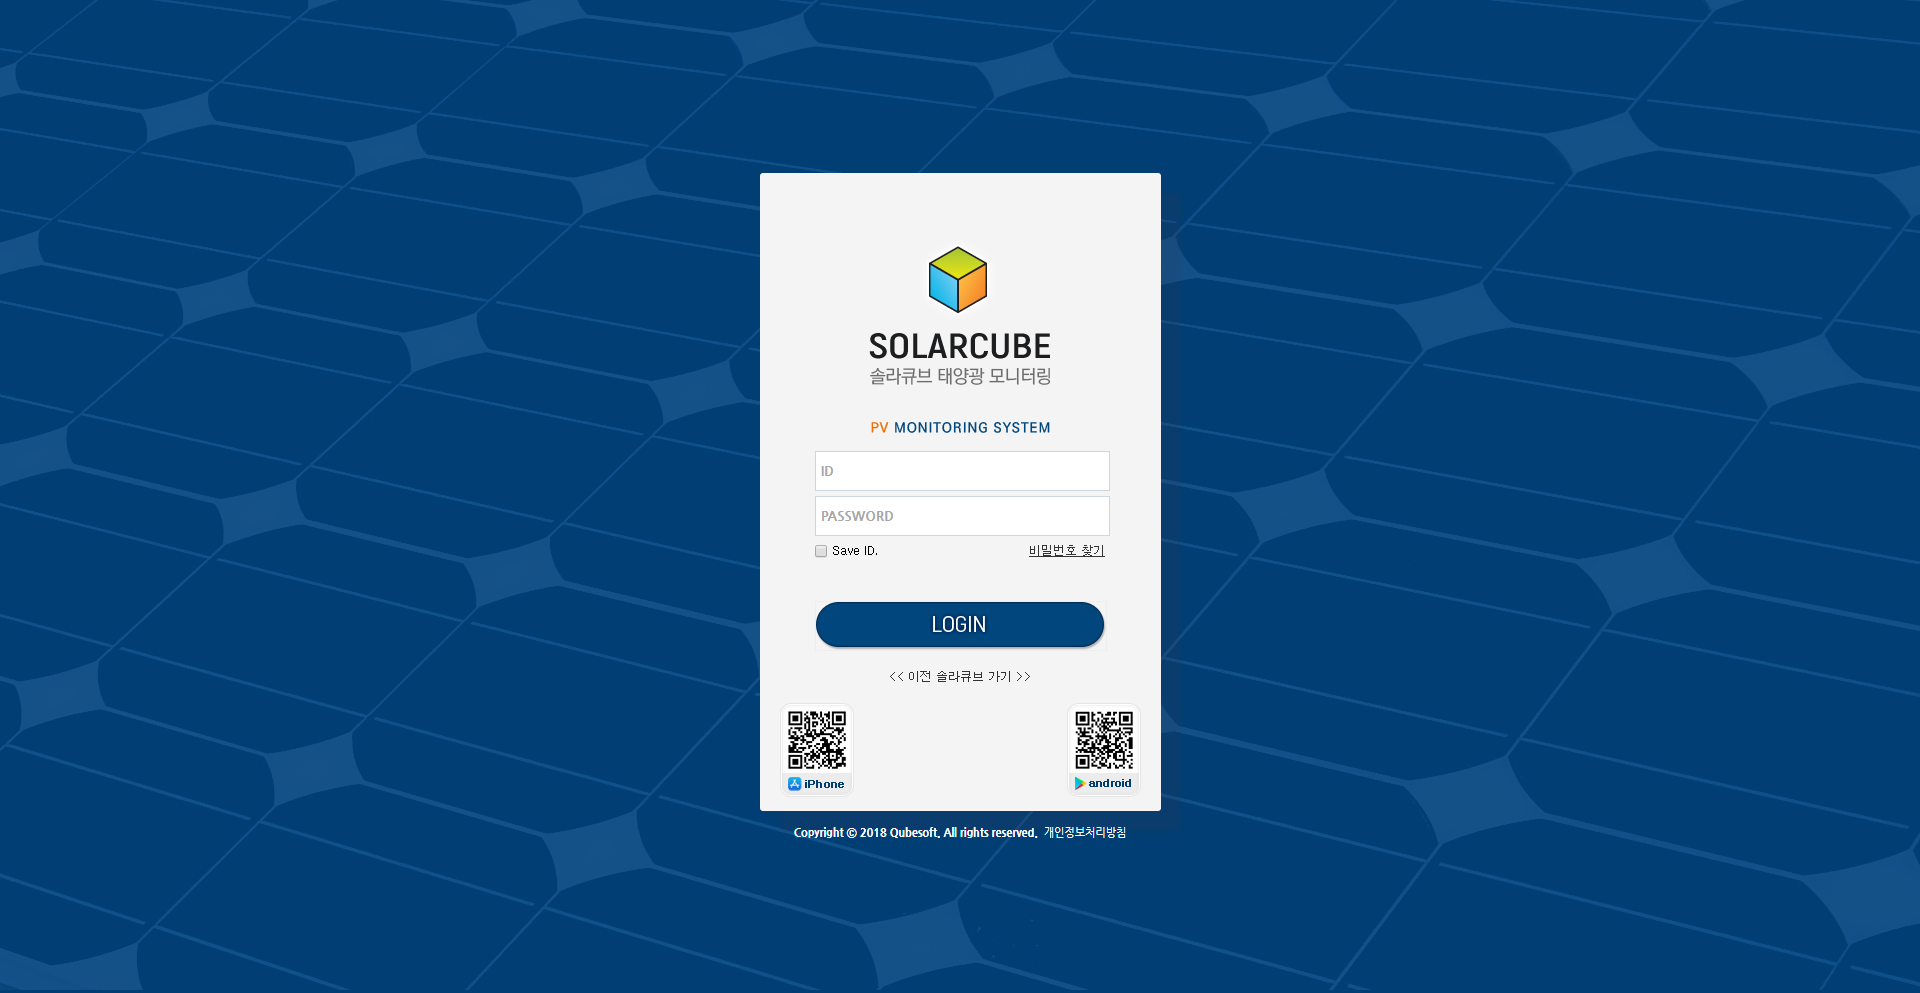 SOLARCUBE
솔라큐브 태양광 모니터링
PV MONITORING SYSTEM
ID
PASSWORD
Save ID. 비밀번호 찾기
LOGIN
<< 이전 솔라큐브 가기 >>
iPhone android
Copyright © 2018 Qubesoft. All rights reserved. 개인정보처리방침